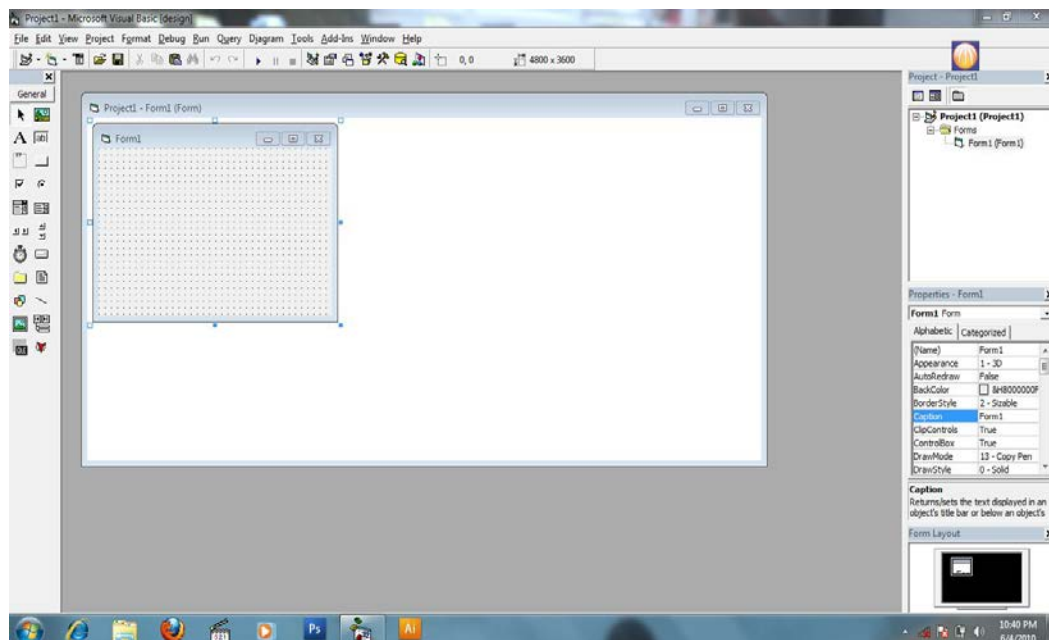 Project1 - Microsoft Visual Basic [design]
File Edit View Project Format Debug Run Query Diagram Tools Add-Ins Window Help
0, 0
4800 x 3600
General
A
ab|
Project1 - Form1 (Form)
Form1
Project - Project1
Project1 (Project1)
Forms
Form1 (Form1)
Properties - Form1
Form1 Form
Alphabetic Categorized
(Name) Form1
Appearance 1 - 3D
AutoRedraw False
BackColor &H8000000F
BorderStyle 2 - Sizable
Caption Form1
ClipControls True
ControlBox True
DrawMode 13 - Copy Pen
DrawStyle 0 - Solid
Caption
Returns/sets the text displayed in an
object's title bar or below an object's
Form Layout
Ps
Ai
10:40 PM
6/4/2010